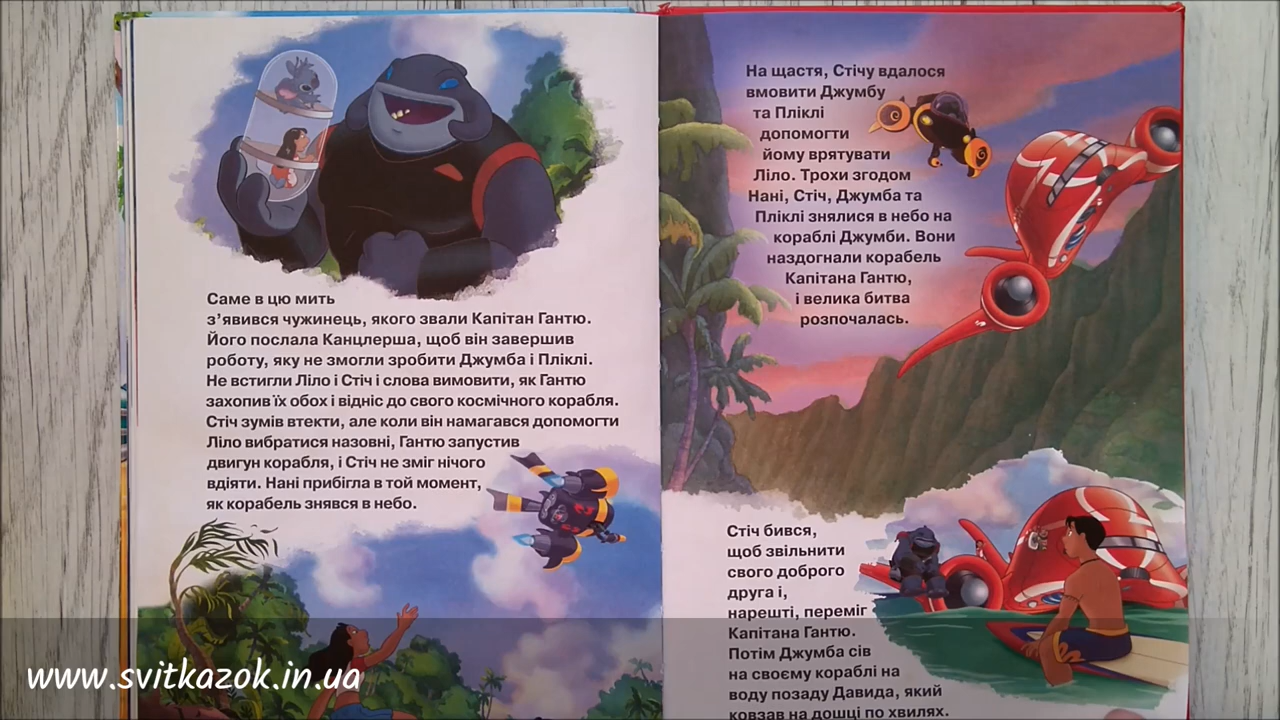 Саме в цю мить
з’явився чужинець, якого звали Капітан Гантю.
Його послала Канцлерша, щоб він завершив
роботу, яку не змогли зробити Джумба і Пліклі.
Не встигли Ліло і Стіч і слова вимовити, як Гантю
захопив їх обох і відніс до свого космічного корабля.
Стіч зумів втекти, але коли він намагався допомогти
Ліло вибратися назовні, Гантю запустив
двигун корабля, і Стіч не зміг нічого
вдіяти. Нані прибігла в той момент,
як корабель знявся в небо.
На щастя, Стічу вдалося
вмовити Джумбу
та Пліклі
допомогти
йому врятувати
Ліло. Трохи згодом
Нані, Стіч, Джумба та
Пліклі знялися в небо на
кораблі Джумби. Вони
наздогнали корабель
Капітана Гантю,
і велика битва
розпочалась.
Стіч бився,
щоб звільнити
свого доброго
друга і,
нарешті, переміг
Капітана Гантю.
Потім Джумба сів
на своєму кораблі на
воду позаду Давида, який
ковзав на дошці по хвилях.
www.svitkazok.in.ua